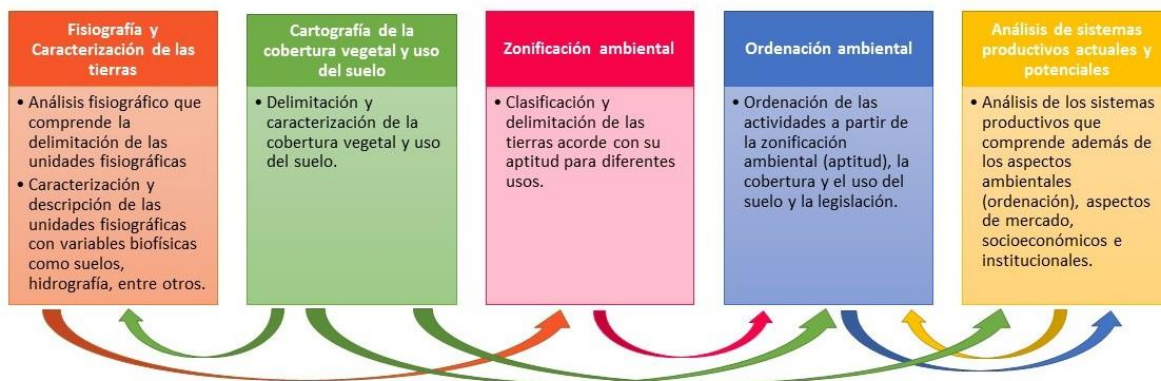 Fisiografía y
Caracterización de las
tierras
• Análisis fisiográfico que
comprende la
delimitación de las
unidades fisiográficas
• Caracterización y
descripción de las
unidades fisiográficas
con variables biofísicas
como suelos,
hidrografía, entre otros.
Cartografía de la
cobertura vegetal y uso
del suelo
• Delimitación y
caracterización de la
cobertura vegetal y uso
del suelo.
Zonificación ambiental
• Clasificación y
delimitación de las
tierras acorde con su
aptitud para diferentes
usos.
Ordenación ambiental
• Ordenación de las
actividades a partir de
la zonificación
ambiental (aptitud), la
cobertura y el uso del
suelo y la legislación.
Análisis de sistemas
productivos actuales y
potenciales
• Análisis de los sistemas
productivos que
comprende además de
los aspectos
ambientales
(ordenación), aspectos
de mercado,
socioeconómicos e
institucionales.